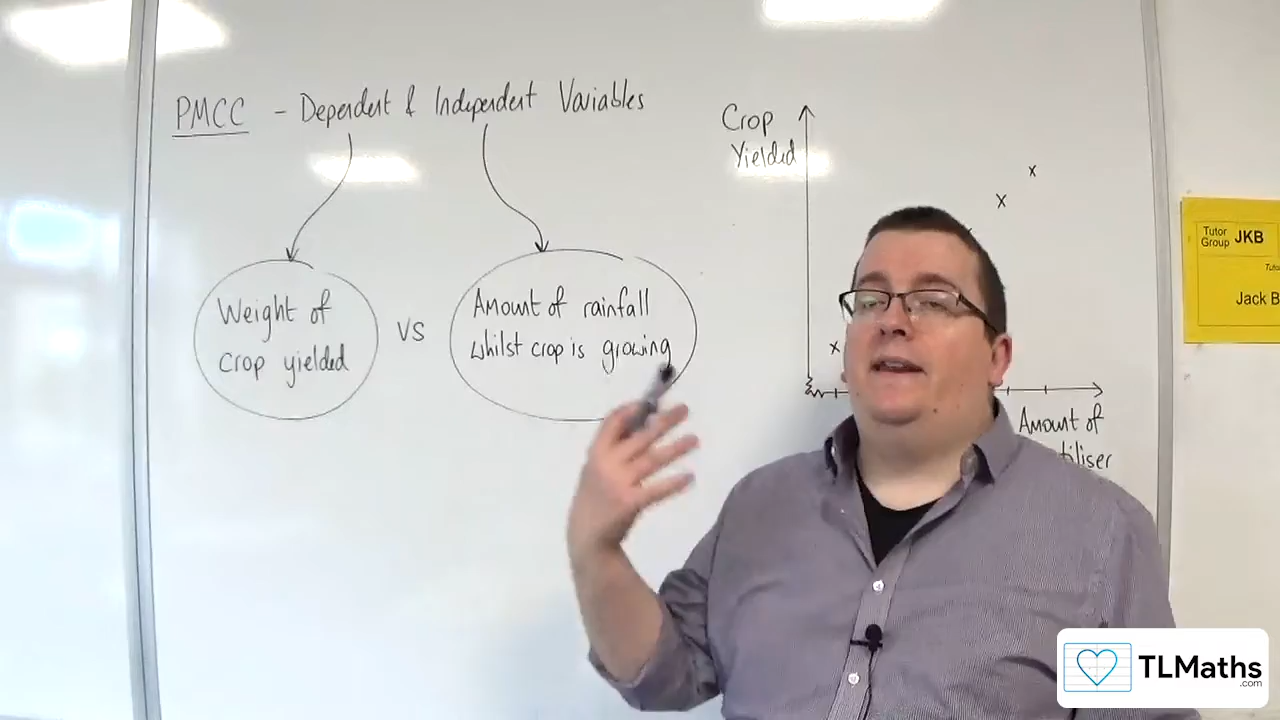 PMCC - Dependent & Independent Variables
Weight of
crop yielded
VS
Amount of rainfall
whilst crop is growing
Crop
Yielded
Amount of
Tutor
Group JKB
Jack B
TLMaths
.com